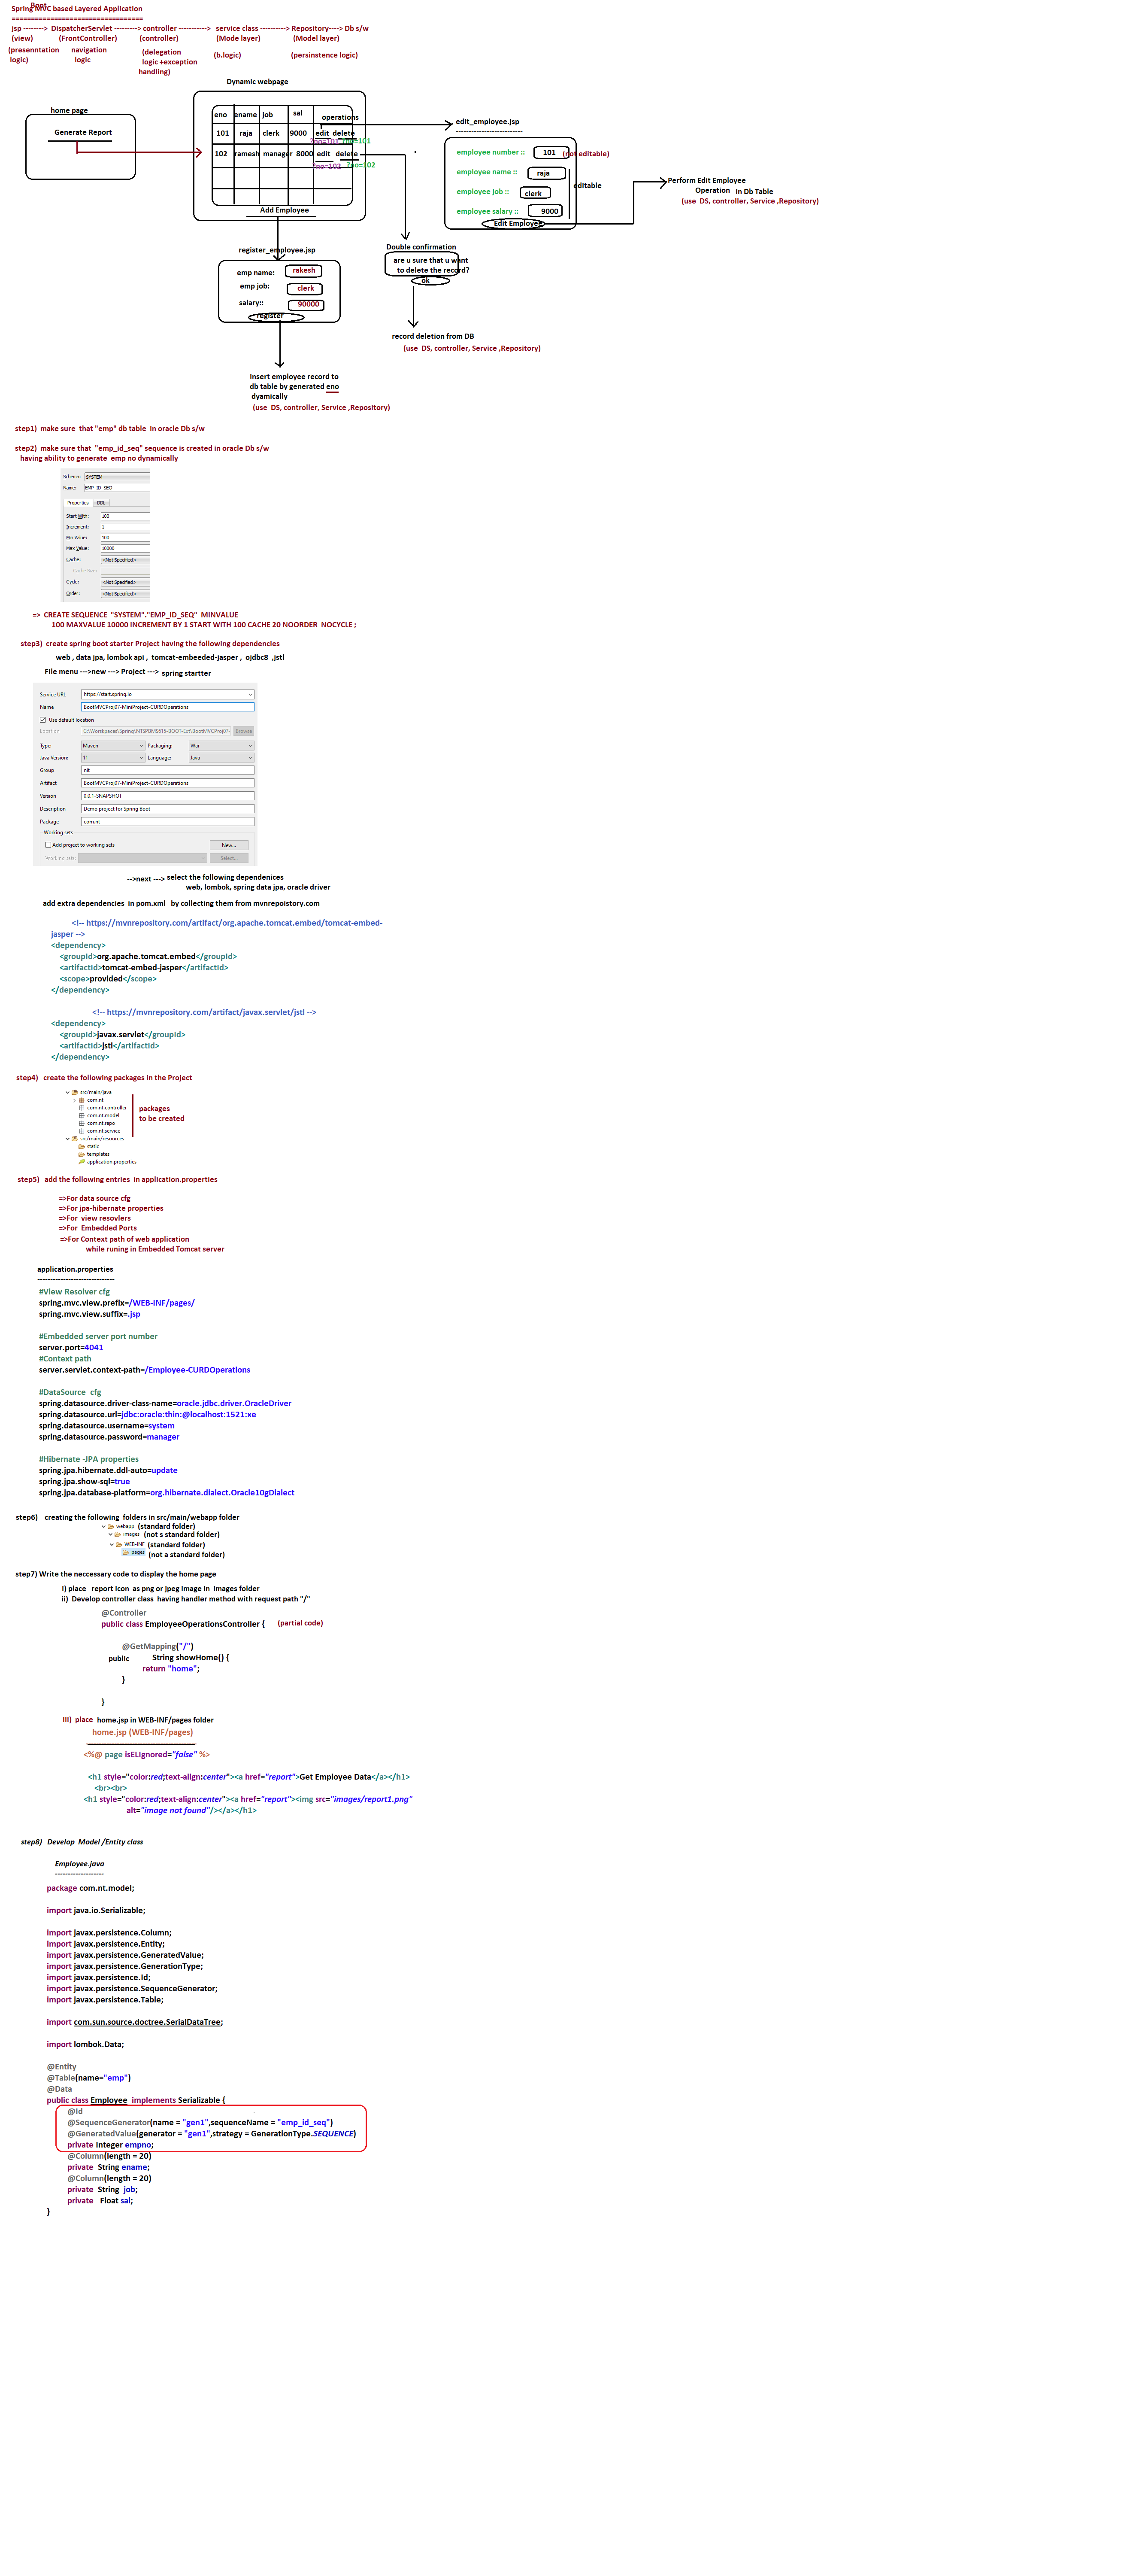 Boot
Spring MVC based Layered Application
==================================
jsp --------> DispatcherServlet ---------> controller -----------> service class ----------> Repository----> Db s/w
(view) (FrontController) (controller) (Mode layer) (Model layer)
(presenntation logic) navigation logic (delegation logic +exception handling) (b.logic) (persinstence logic)
Dynamic webpage
home page
Generate Report
eno ename job sal operations
101 raja clerk 9000 edit delete
?no=101 ?no=101
102 ramesh manager 8000 edit delete
?no=102 ?no=102
Add Employee
edit_employee.jsp
--------------------------
employee number :: 101 (not editable)
employee name :: raja
editable
employee job :: clerk
employee salary :: 9000
Edit Employee
Perform Edit Employee
Operation in Db Table
(use DS, controller, Service ,Repository)
register_employee.jsp
emp name: rakesh
emp job: clerk
salary:: 90000
register
Double confirmation
are u sure that u want
to delete the record?
ok
record deletion from DB
(use DS, controller, Service ,Repository)
insert employee record to
db table by generated eno
dyamically
(use DS, controller, Service ,Repository)
step1) make sure that "emp" db table in oracle Db s/w
step2) make sure that "emp_id_seq" sequence is created in oracle Db s/w
having ability to generate emp no dynamically
Schema: SYSTEM
Name: EMP_ID_SEQ
Properties DDL
Start With: 100
Increment: 1
Min Value: 100
Max Value: 10000
Cache: <Not Specified>
Cache Size:
Cycle: <Not Specified>
Order: <Not Specified>
=> CREATE SEQUENCE "SYSTEM"."EMP_ID_SEQ" MINVALUE
100 MAXVALUE 10000 INCREMENT BY 1 START WITH 100 CACHE 20 NOORDER NOCYCLE ;
step3) create spring boot starter Project having the following dependencies
web , data jpa, lombok api , tomcat-embeeded-jasper , ojdbc8 ,jstl
File menu --->new ---> Project ---> spring startter
Service URL https://start.spring.io
Name BootMVCProj07-MiniProject-CURDOperations
Use default location
Location G:\Worskpaces\Spring\NTSPBMS615-BOOT-Ext\BootMVCProj07- Browse
Type: Maven Packaging: War
Java Version: 11 Language: Java
Group nit
Artifact BootMVCProj07-MiniProject-CURDOperations
Version 0.0.1-SNAPSHOT
Description Demo project for Spring Boot
Package com.nt
Working sets
Add project to working sets New...
Working sets: Select...
-->next ---> select the following dependenices
web, lombok, spring data jpa, oracle driver
add extra dependencies in pom.xml by collecting them from mvnrepoistory.com
<!-- https://mvnrepository.com/artifact/org.apache.tomcat.embed/tomcat-embed-
jasper -->
<dependency>
<groupId>org.apache.tomcat.embed</groupId>
<artifactId>tomcat-embed-jasper</artifactId>
<scope>provided</scope>
</dependency>
<!-- https://mvnrepository.com/artifact/javax.servlet/jstl -->
<dependency>
<groupId>javax.servlet</groupId>
<artifactId>jstl</artifactId>
</dependency>
step4) create the following packages in the Project
src/main/java
com.nt
com.nt.controller
com.nt.model
com.nt.repo
com.nt.service
src/main/resources
static
templates
application.properties
packages
to be created
step5) add the following entries in application.properties
=>For data source cfg
=>For jpa-hibernate properties
=>For view resovlers
=>For Embedded Ports
=>For Context path of web application
while runing in Embedded Tomcat server
application.properties
------------------------------
#View Resolver cfg
spring.mvc.view.prefix=/WEB-INF/pages/
spring.mvc.view.suffix=.jsp
#Embedded server port number
server.port=4041
#Context path
server.servlet.context-path=/Employee-CURDOperations
#DataSource cfg
spring.datasource.driver-class-name=oracle.jdbc.driver.OracleDriver
spring.datasource.url=jdbc:oracle:thin:@localhost:1521:xe
spring.datasource.username=system
spring.datasource.password=manager
#Hibernate -JPA properties
spring.jpa.hibernate.ddl-auto=update
spring.jpa.show-sql=true
spring.jpa.database-platform=org.hibernate.dialect.Oracle10gDialect
step6) creating the following folders in src/main/webapp folder
webapp (standard folder)
images (not s standard folder)
WEB-INF (standard folder)
pages (not a standard folder)
step7) Write the neccessary code to display the home page
i) place report icon as png or jpeg image in images folder
ii) Develop controller class having handler method with request path "/"
@Controller
public class EmployeeOperationsController { (partial code)
@GetMapping("/")
public String showHome() {
return "home";
}
}
iii) place home.jsp in WEB-INF/pages folder
home.jsp (WEB-INF/pages)
<%@ page isELIgnored="false" %>
<h1 style="color:red;text-align:center"><a href="report">Get Employee Data</a></h1>
<br><br>
<h1 style="color:red;text-align:center"><a href="report"><img src="images/report1.png"
alt="image not found"/></a></h1>
step8) Develop Model /Entity class
Employee.java
-------------------
package com.nt.model;
import java.io.Serializable;
import javax.persistence.Column;
import javax.persistence.Entity;
import javax.persistence.GeneratedValue;
import javax.persistence.GenerationType;
import javax.persistence.Id;
import javax.persistence.SequenceGenerator;
import javax.persistence.Table;
import com.sun.source.doctree.SerialDataTree;
import lombok.Data;
@Entity
@Table(name="emp")
@Data
public class Employee implements Serializable {
@Id
@SequenceGenerator(name = "gen1",sequenceName = "emp_id_seq")
@GeneratedValue(generator = "gen1",strategy = GenerationType.SEQUENCE)
private Integer empno;
@Column(length = 20)
private String ename;
@Column(length = 20)
private String job;
private Float sal;
}